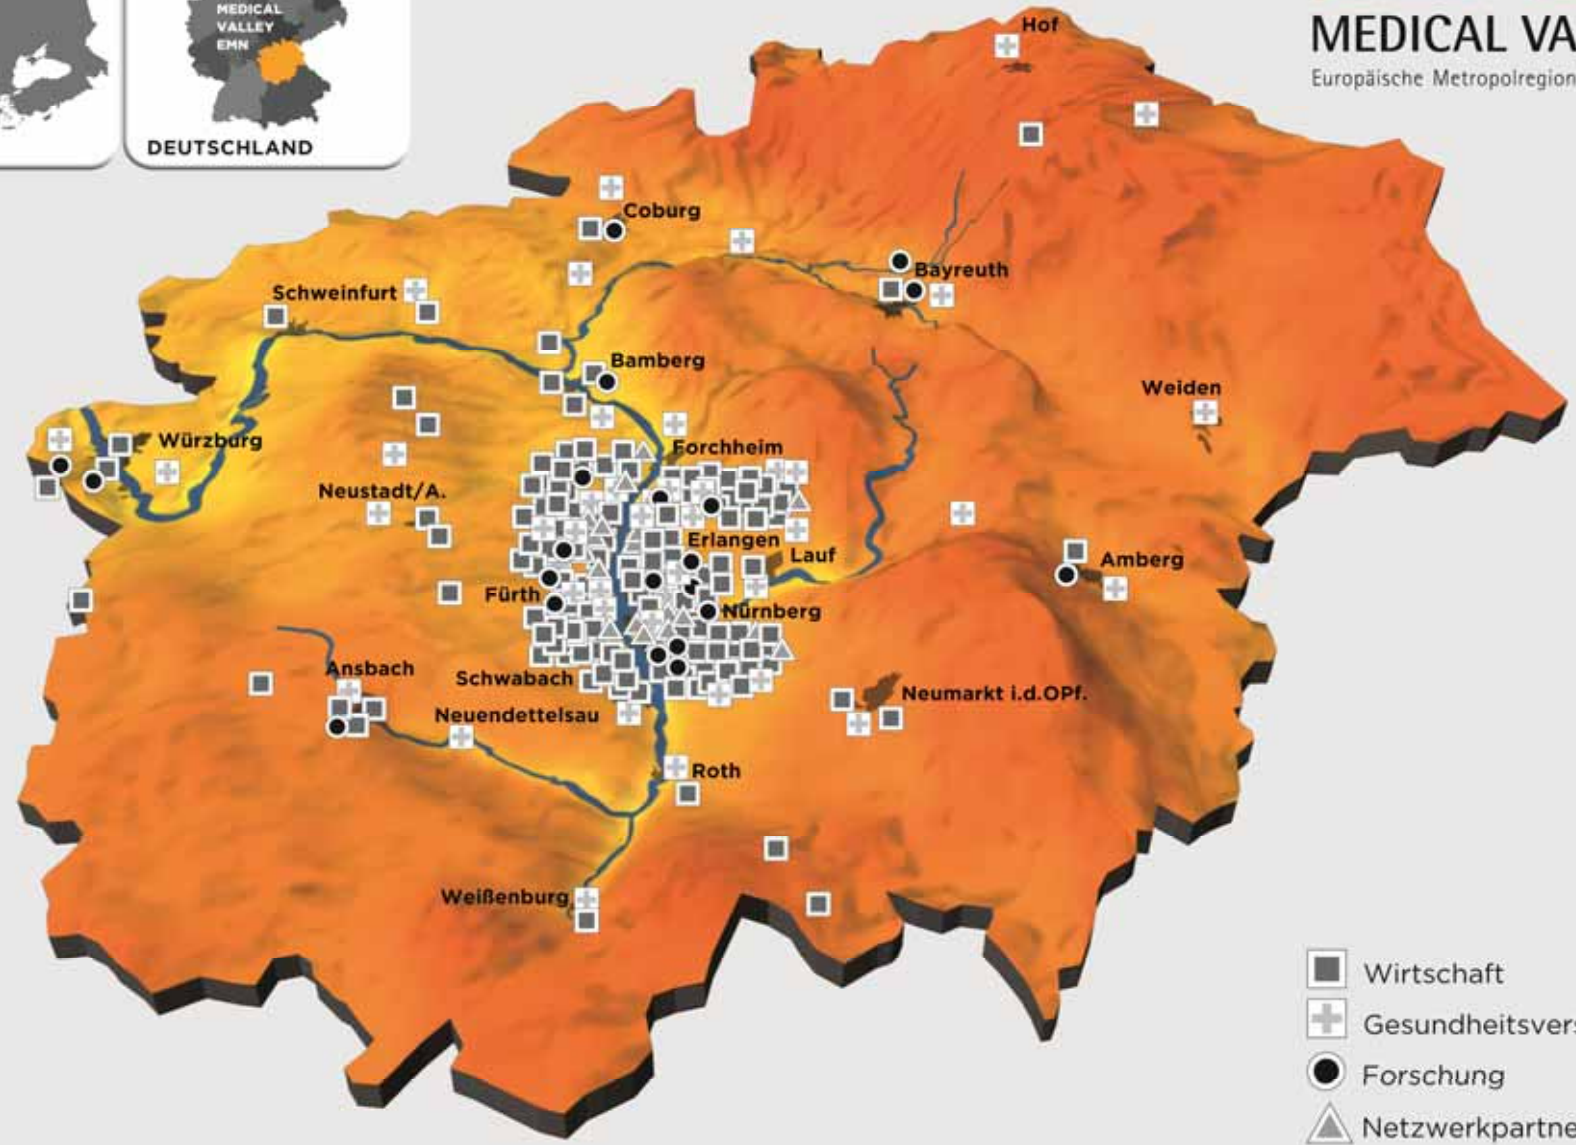 MEDICAL
VALLEY
EMN
DEUTSCHLAND
MEDICAL VA
Europäische Metropolregion
Hof
Coburg
Bayreuth
Schweinfurt
Bamberg
Weiden
Würzburg
Forchheim
Neustadt/A.
Erlangen
Lauf
Amberg
Fürth
Nürnberg
Ansbach
Schwabach
Neumarkt i.d.OPf.
Neuendettelsau
Roth
Weißenburg
Wirtschaft
Gesundheitsvers
Forschung
Netzwerkpartne